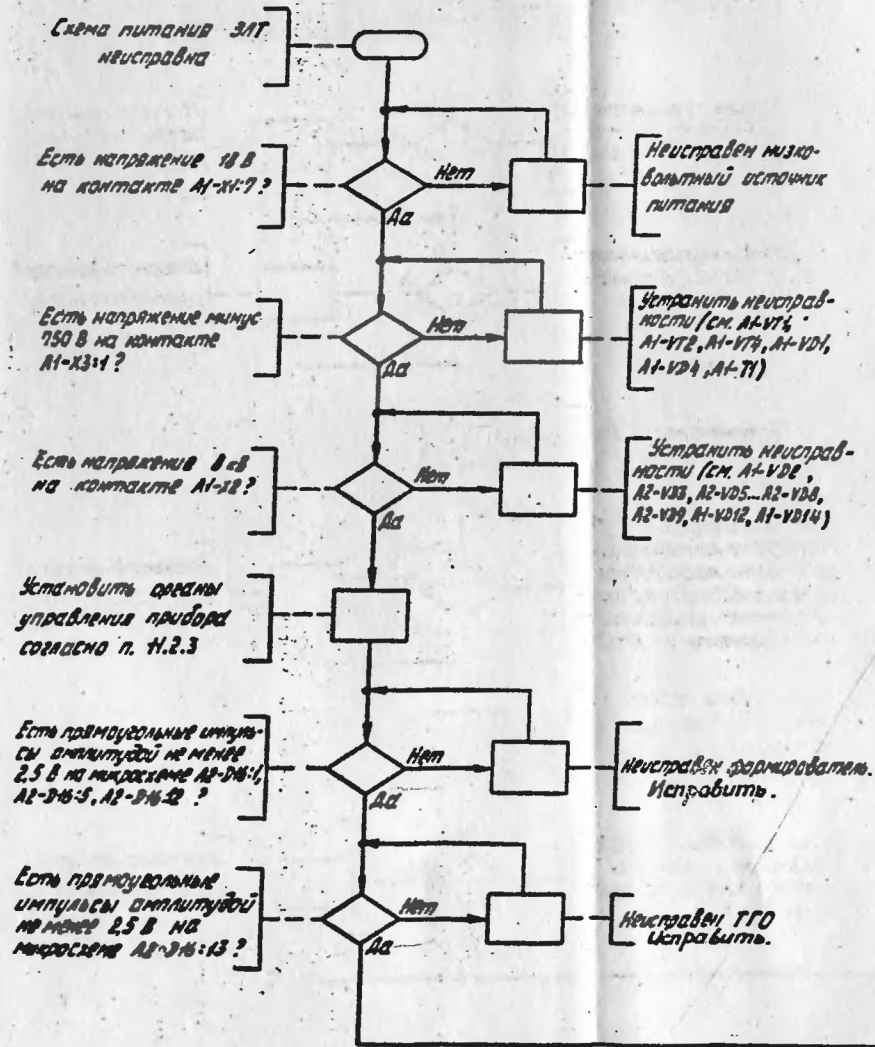 Схема питания ЭЛТ
неисправна
Есть напряжение 18 В
на контакте А1-Х1:7?
Нет
Да
Неисправен низко-
вольтный источник
питания
Есть напряжение минус
750 В на контакте
А1-Х3:1?
Нет
Да
Устранить неисправ-
ности (см. А1-VT1,
А1-VT2, А1-VT4, А1-VD1,
А1-VD4, А1-Т1)
Есть напряжение 8 кВ
на контакте А1-Х2?
Нет
Да
Устранить неисправ-
ности (см. А1-VD2,
А2-VD3, А2-VD5...А2-VD8,
А2-VD9, А1-VD12, А1-VD14)
Установить органы
управления прибора
согласно п. 11.2.3
Есть прямоугольные импуль-
сы амплитудой не менее
2,5 В на микросхеме А2-D16:1,
А2-D16:5, А2-D16:12 ?
Нет
Да
Неисправен формирователь.
Исправить.
Есть прямоугольные
импульсы амплитудой
не менее 2,5 В на
микросхеме А2-D16:13?
Нет
Да
Неисправен ТГО
Исправить.